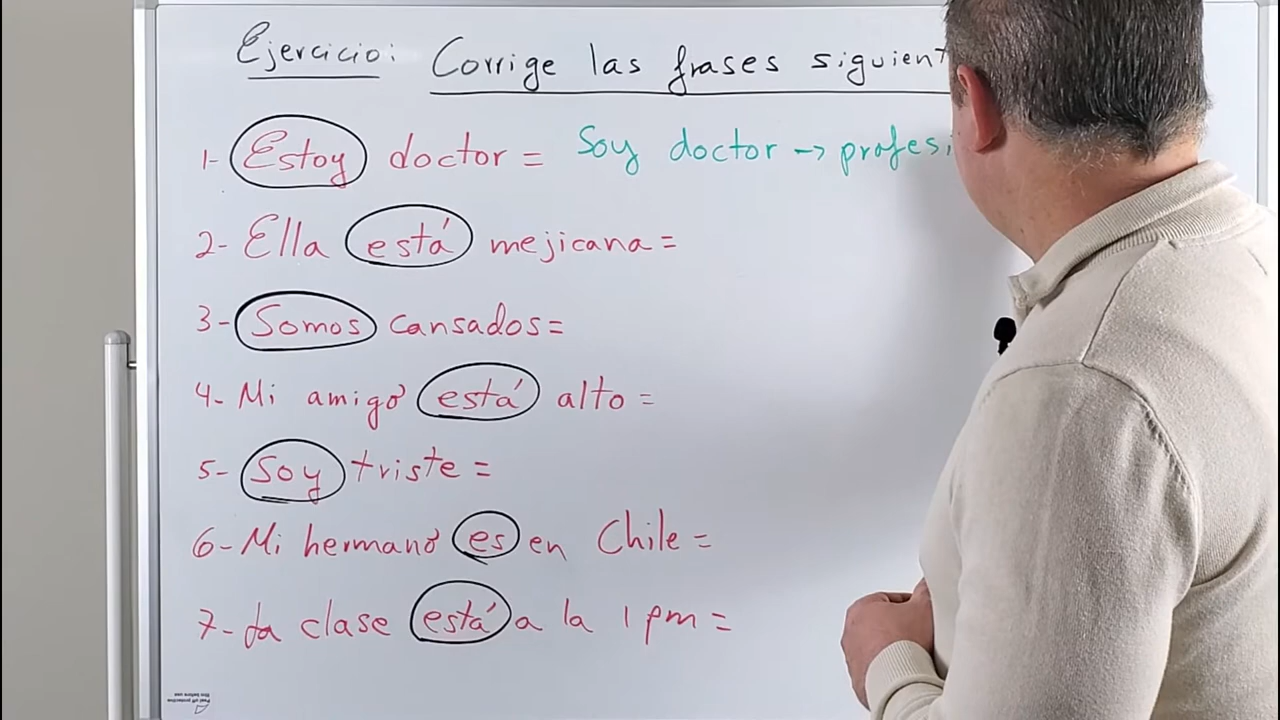 Ejercicio: Corrige las frases siguient
1- Estoy doctor = Soy doctor → profesi
2- Ella está mejicana =
3- Somos cansados =
4- Mi amigo está alto =
5- Soy triste =
6- Mi hermano es en Chile =
7- La clase está a la 1 pm =